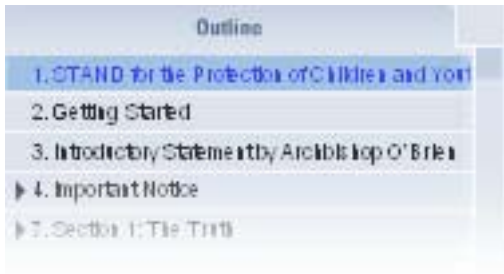 Outline
1. STAND for the Protection of Children and Yout
2. Getting Started
3. Introductory Statement by Archbishop O'Brien
4. Important Notice
7. Section 1: The Truth